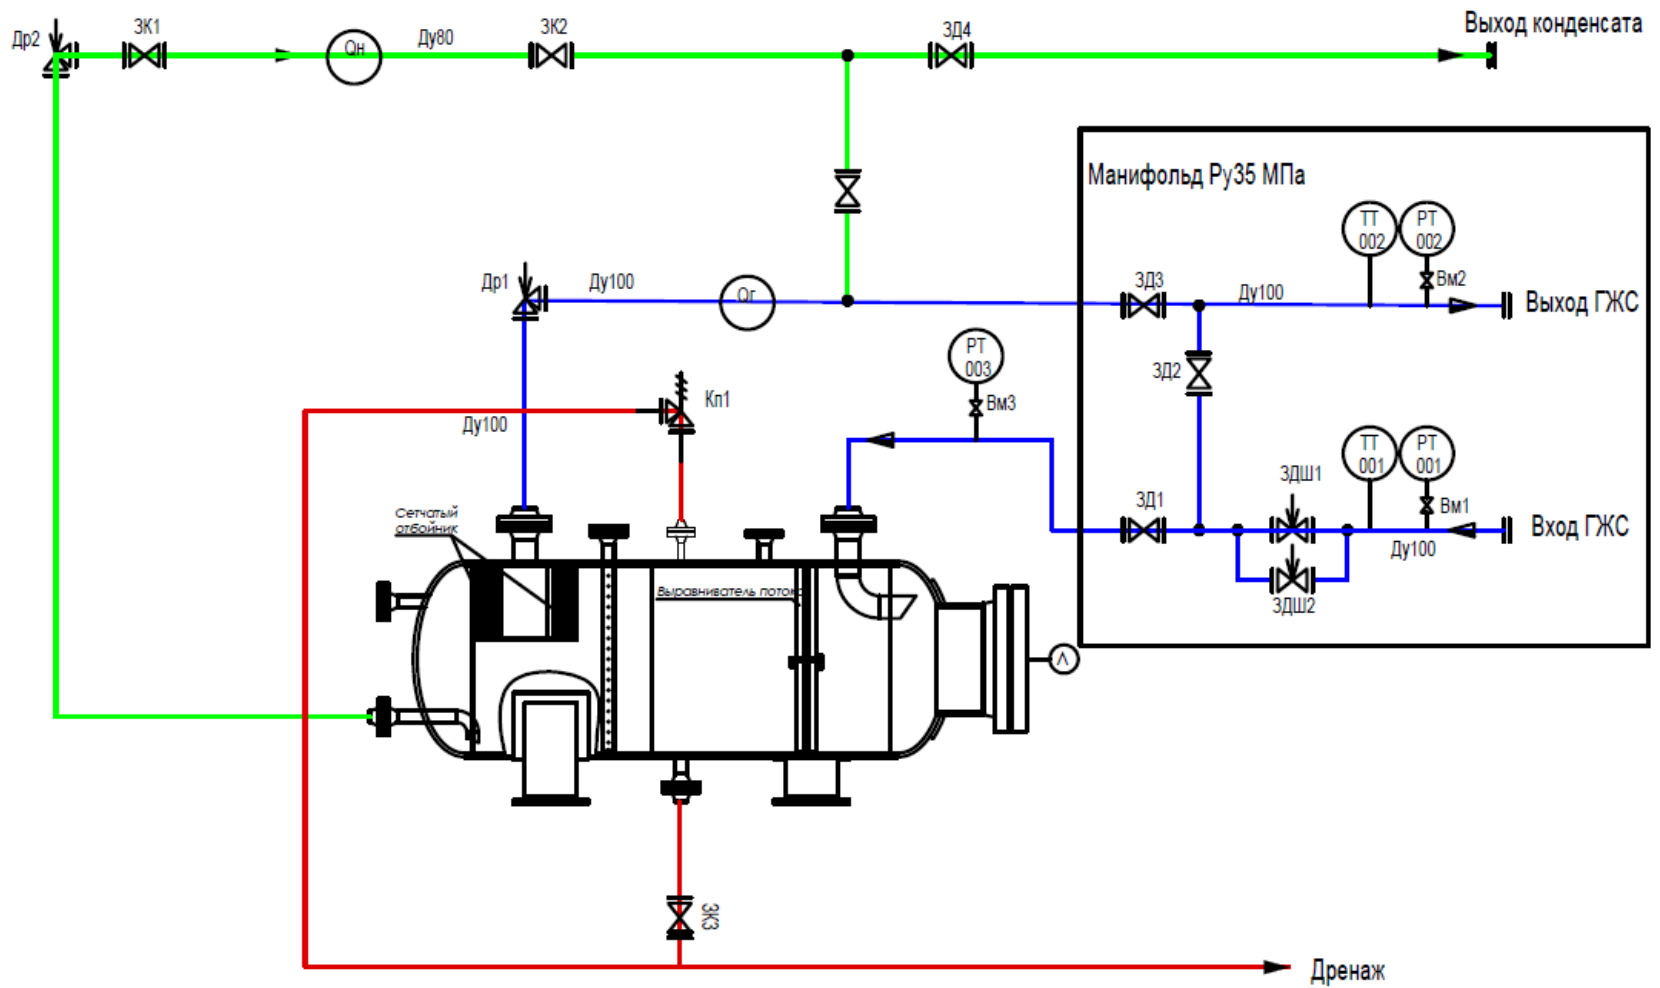 Др2
ЗК1
Qн
Ду80
ЗК2
ЗД4
Выход конденсата
Манифольд Ру35 МПа
ТТ
002
РТ
002
Вм2
Др1
Ду100
Qг
ЗД3
Ду100
Выход ГЖС
РТ
003
Вм3
ЗД2
Кп1
Ду100
ТТ
001
РТ
001
Вм1
ЗДШ1
ЗД1
Вход ГЖС
Ду100
ЗДШ2
Сетчатый
отбойник
Выравниватель потока
ЗК3
Дренаж